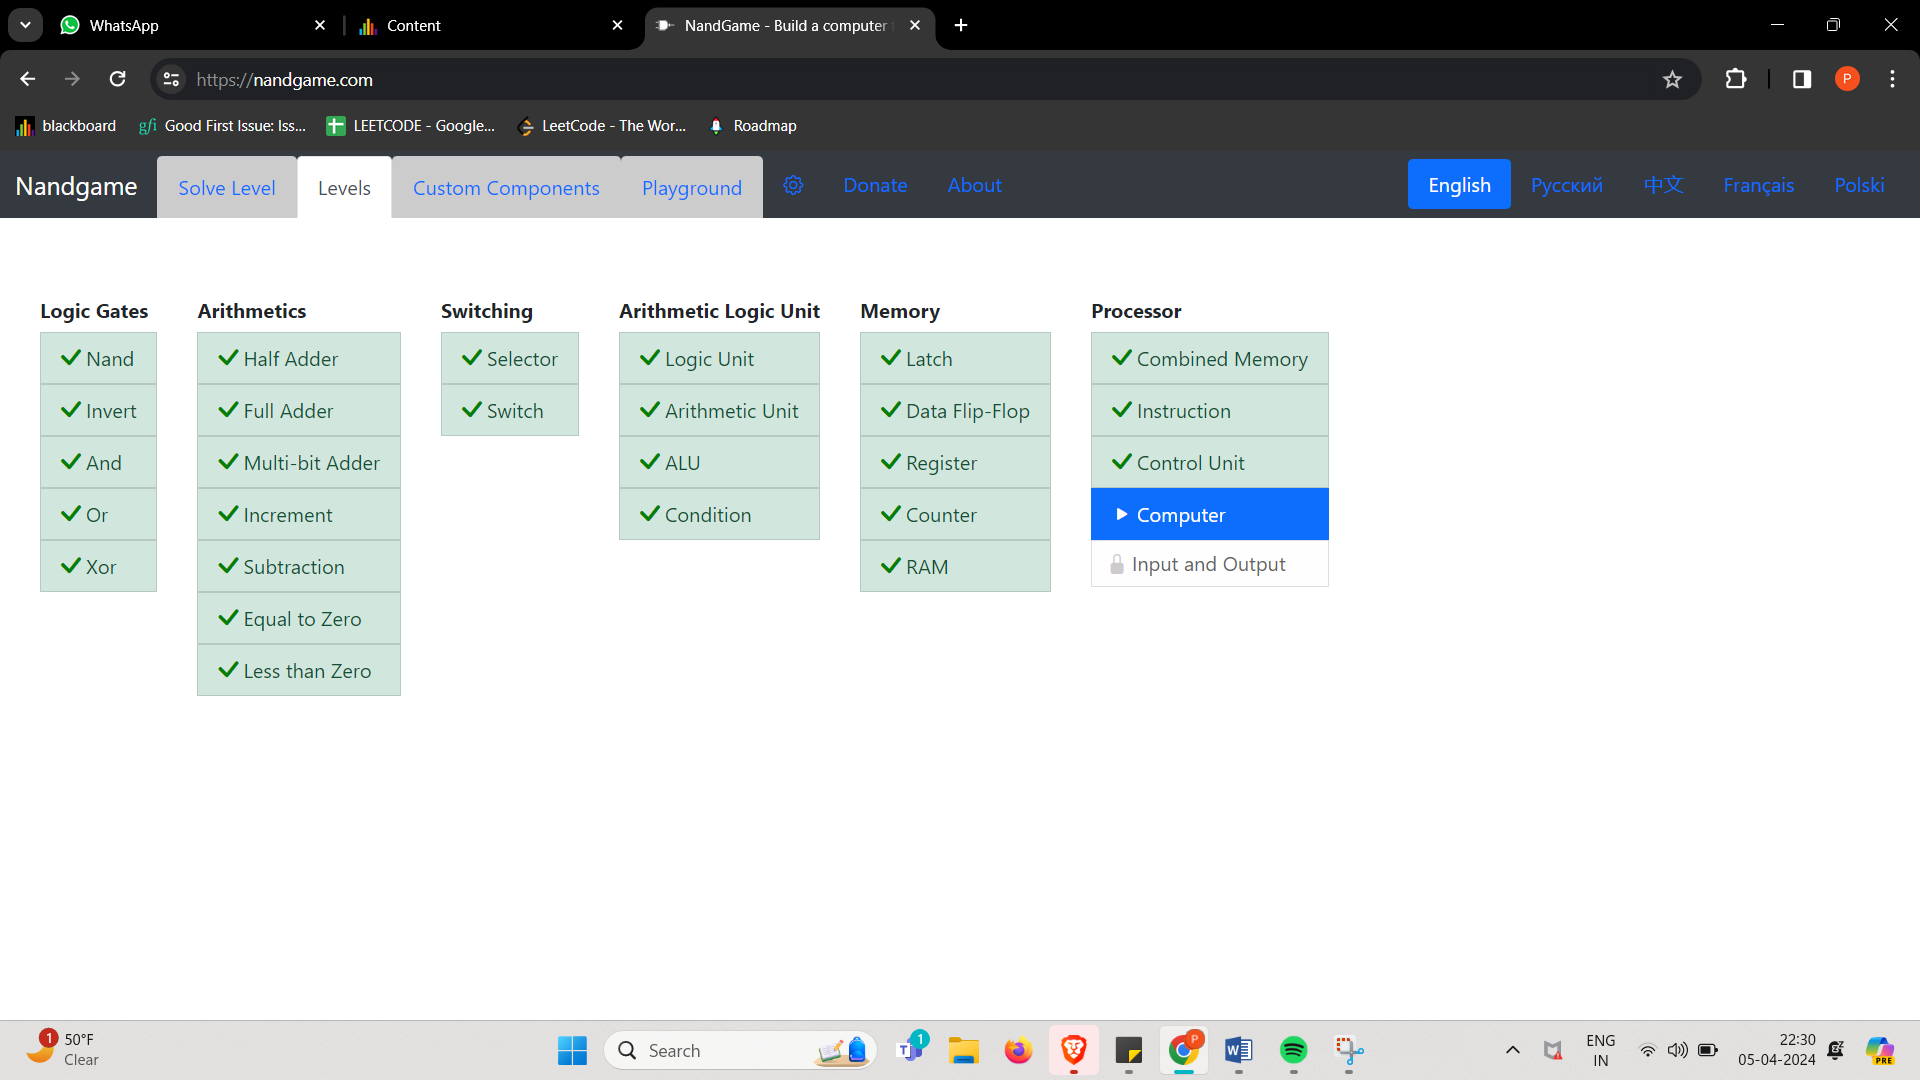 WhatsApp
Content
NandGame - Build a computer
https://nandgame.com
P
blackboard
gfi Good First Issue: Iss...
LEETCODE - Google...
LeetCode - The Wor...
Roadmap
Nandgame
Solve Level
Levels
Custom Components
Playground
Donate
About
English
Русский
中文
Français
Polski
Logic Gates
Nand
Invert
And
Or
Xor
Arithmetics
Half Adder
Full Adder
Multi-bit Adder
Increment
Subtraction
Equal to Zero
Less than Zero
Switching
Selector
Switch
Arithmetic Logic Unit
Logic Unit
Arithmetic Unit
ALU
Condition
Memory
Latch
Data Flip-Flop
Register
Counter
RAM
Processor
Combined Memory
Instruction
Control Unit
Computer
Input and Output
1
50°F
Clear
Search
1
P
ENG
IN
22:30
05-04-2024
PRE